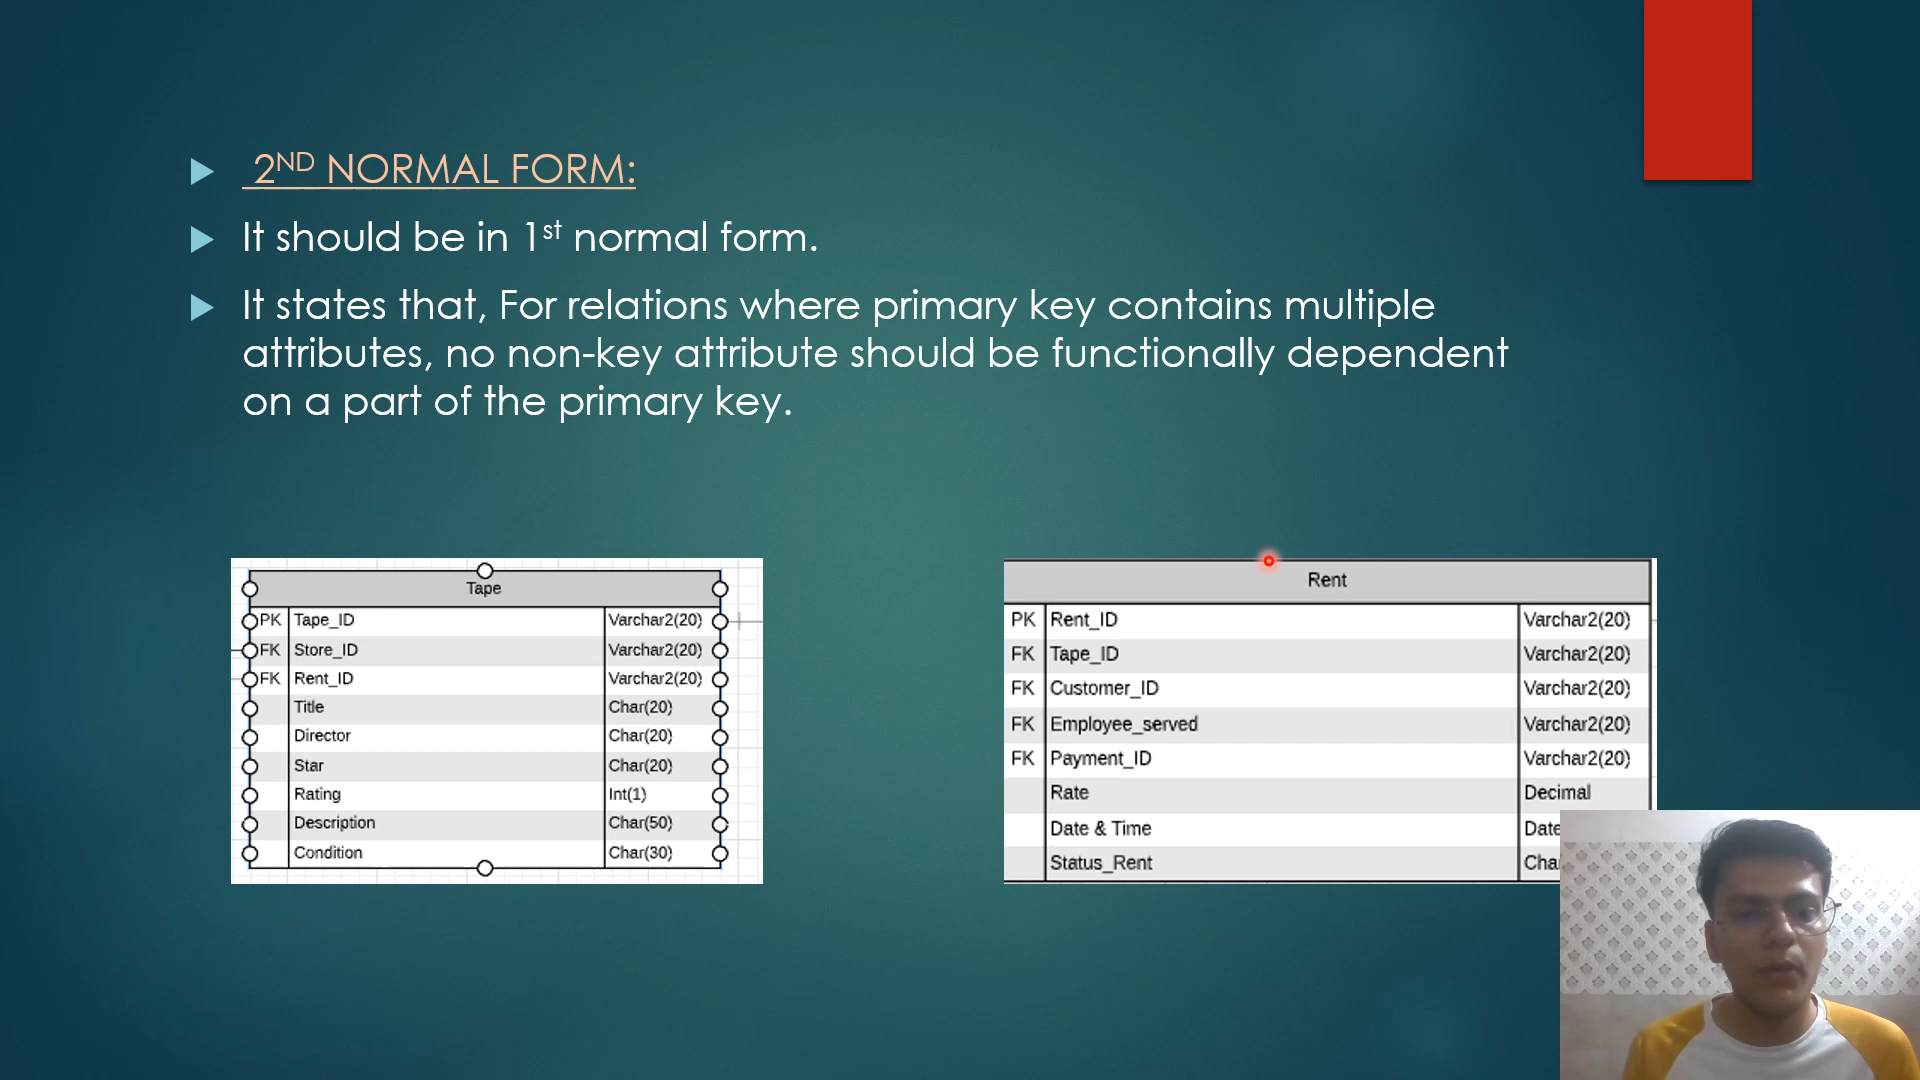 2ND NORMAL FORM:
It should be in 1st normal form.
It states that, For relations where primary key contains multiple
attributes, no non-key attribute should be functionally dependent
on a part of the primary key.
Tape
PK Tape_ID Varchar2(20)
FK Store_ID Varchar2(20)
FK Rent_ID Varchar2(20)
Title Char(20)
Director Char(20)
Star Char(20)
Rating Int(1)
Description Char(50)
Condition Char(30)
Rent
PK Rent_ID Varchar2(20)
FK Tape_ID Varchar2(20)
FK Customer_ID Varchar2(20)
FK Employee_served Varchar2(20)
FK Payment_ID Varchar2(20)
Rate Decimal
Date & Time Date
Status_Rent